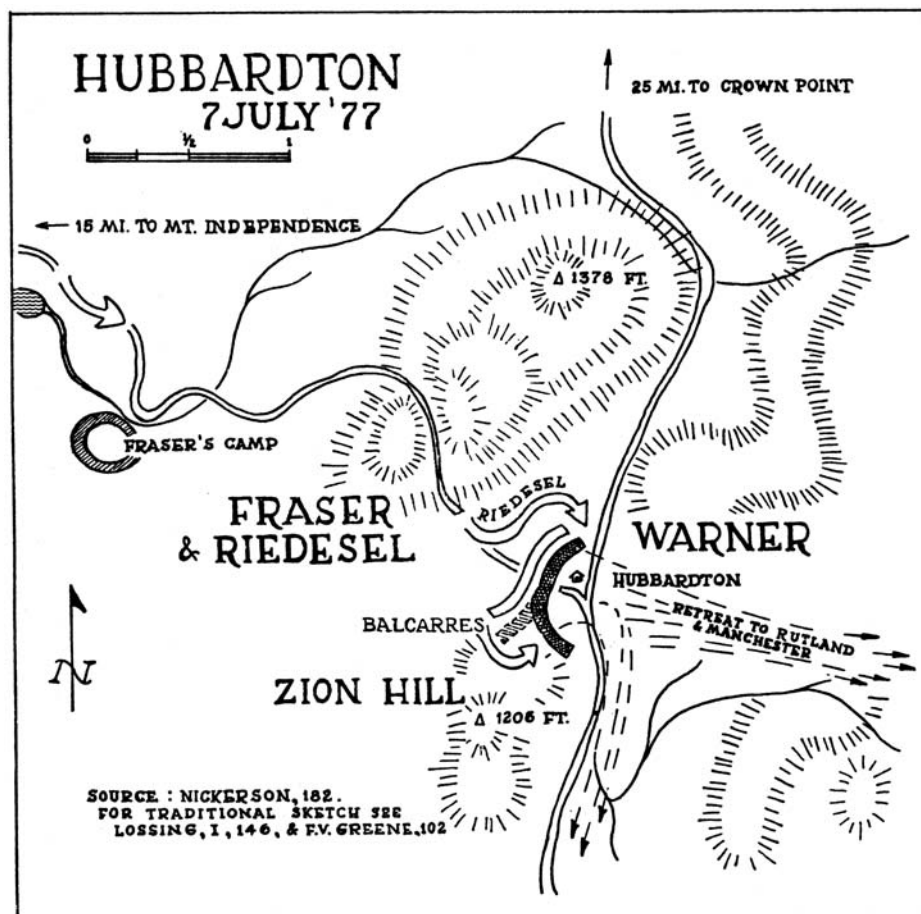 HUBBARDTON
7 JULY '77
0 1/2 1
25 MI. TO CROWN POINT
← 15 MI. TO MT. INDEPENDENCE
Δ 1378 FT.
FRASER'S CAMP
RIEDESEL
FRASER
& RIEDESEL
WARNER
HUBBARDTON
RETREAT TO RUTLAND
& MANCHESTER
BALCARRES
ZION HILL
N
Δ 1206 FT.
SOURCE : NICKERSON, 182.
FOR TRADITIONAL SKETCH SEE
LOSSING, I, 146, & F.V. GREENE, 102